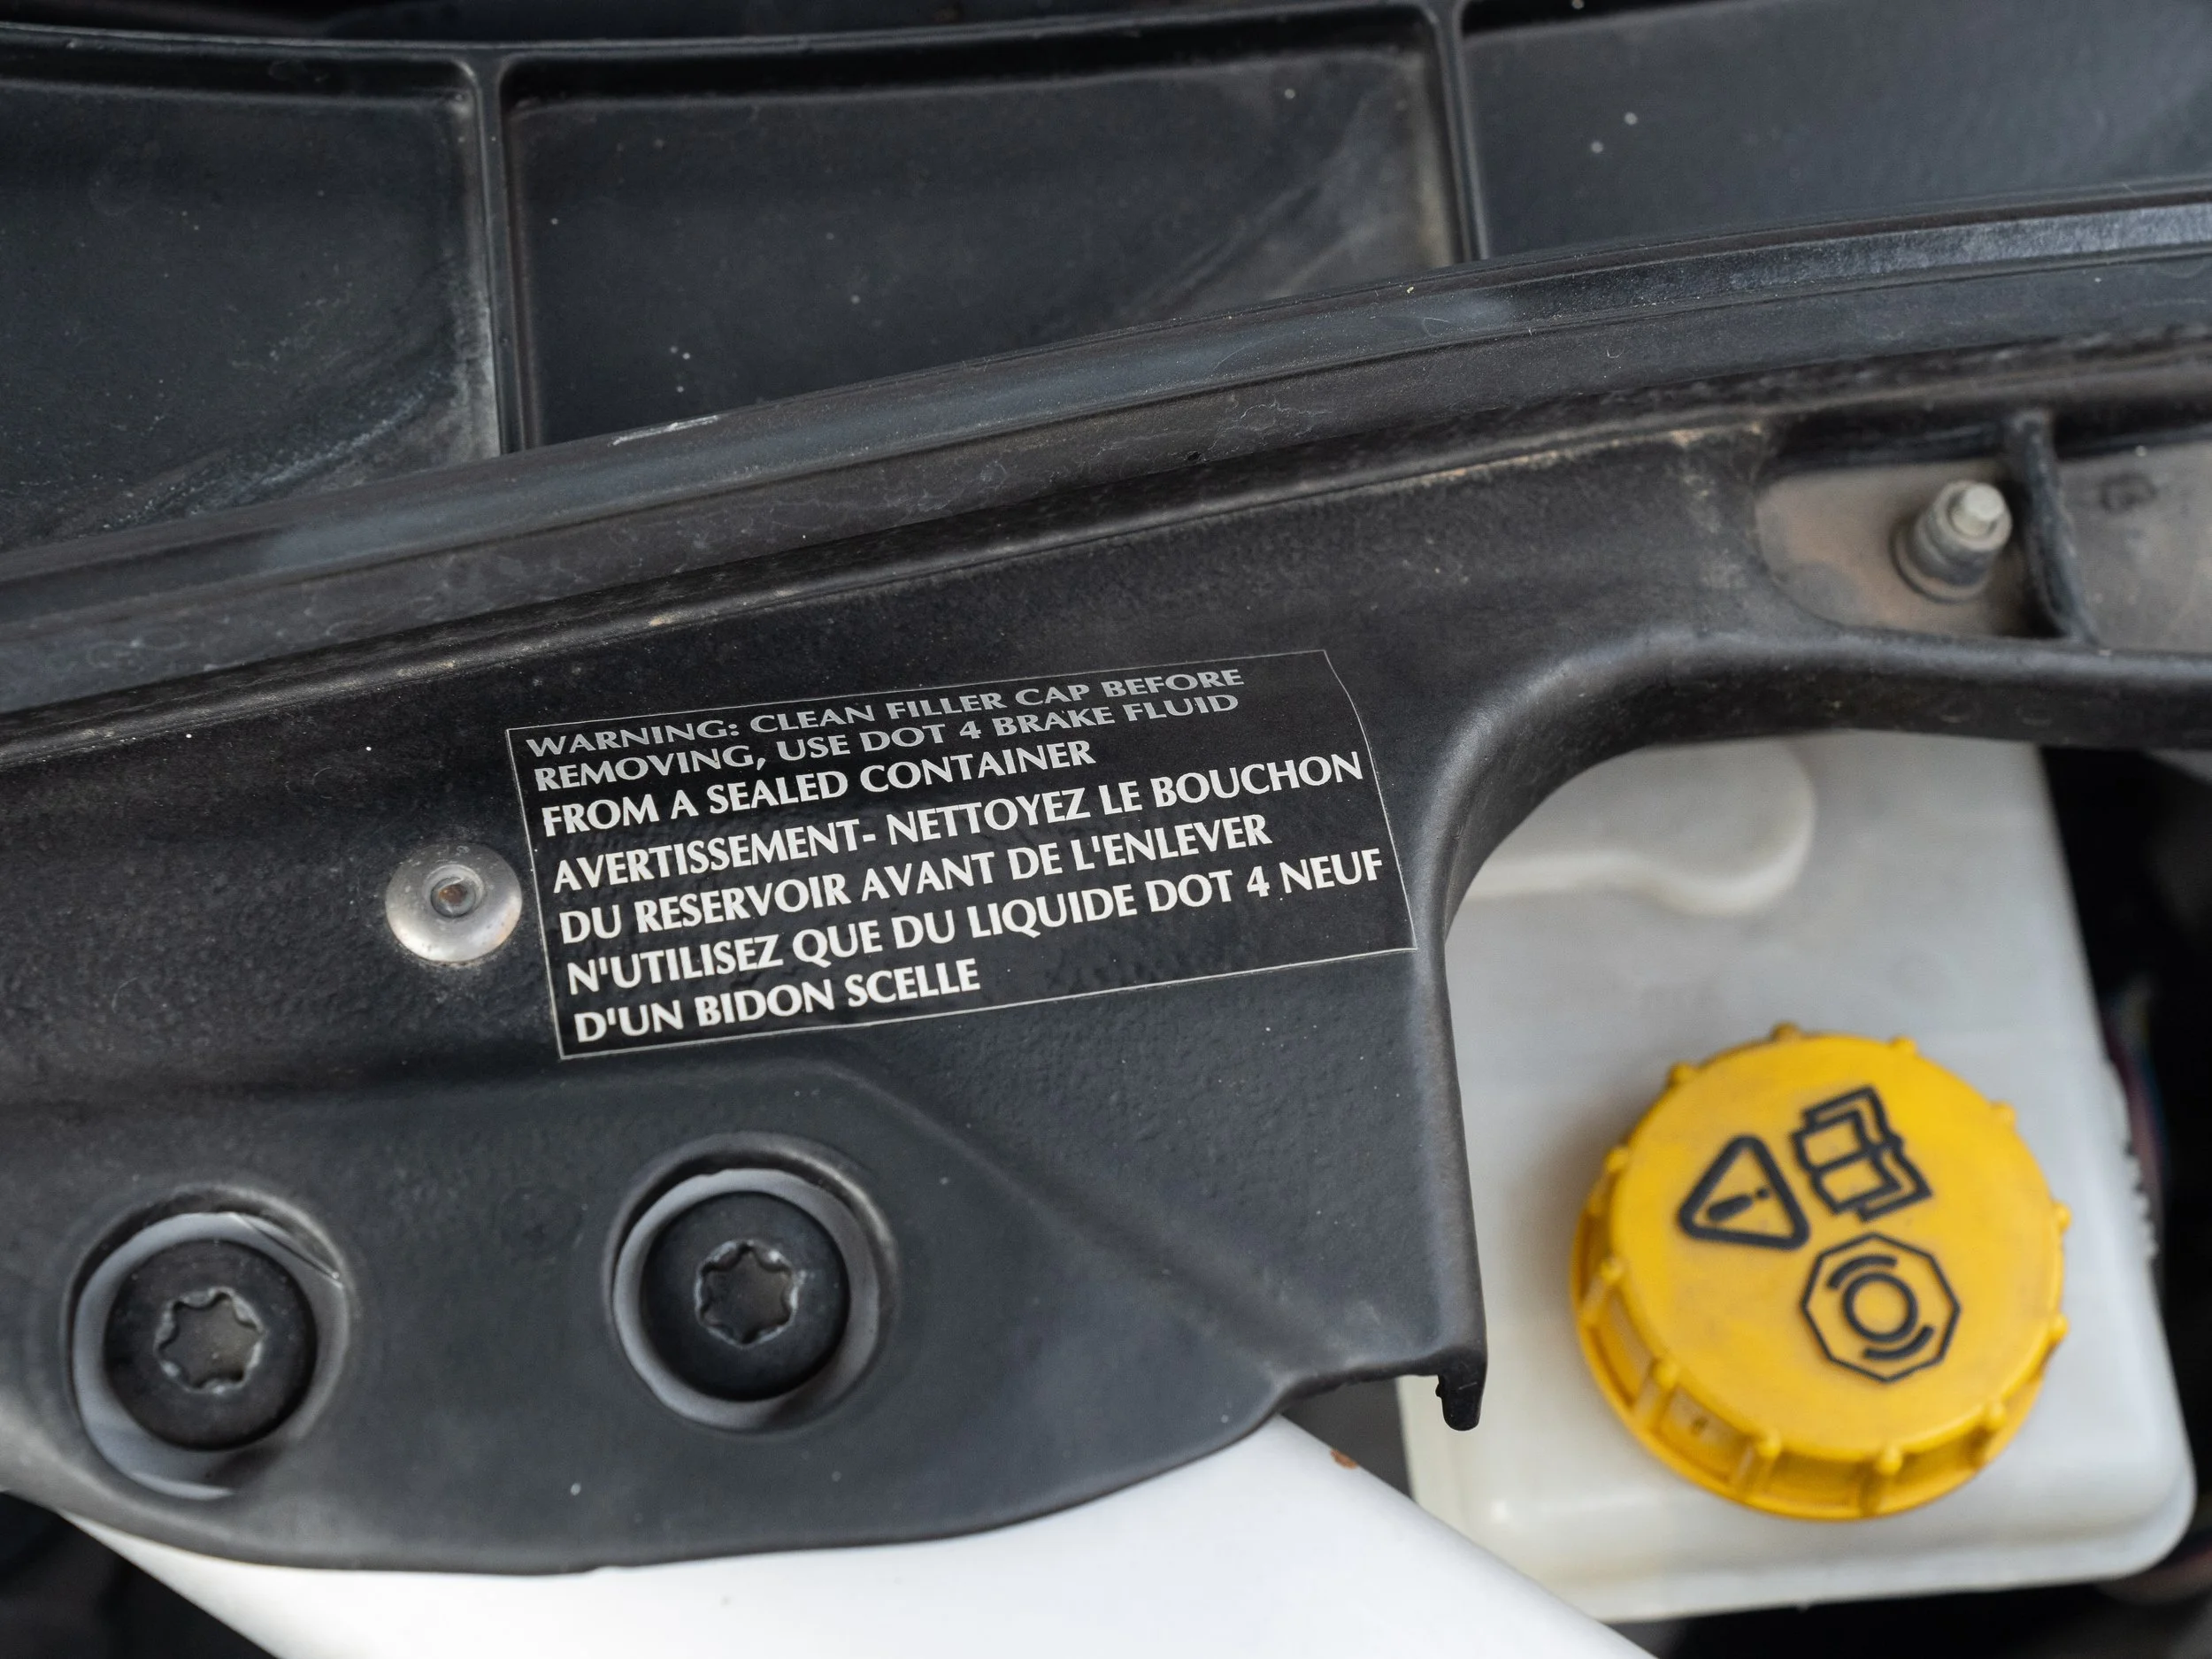 WARNING: CLEAN FILLER CAP BEFORE
REMOVING, USE DOT 4 BRAKE FLUID
FROM A SEALED CONTAINER
AVERTISSEMENT- NETTOYEZ LE BOUCHON
DU RESERVOIR AVANT DE L'ENLEVER
N'UTILISEZ QUE DU LIQUIDE DOT 4 NEUF
D'UN BIDON SCELLE